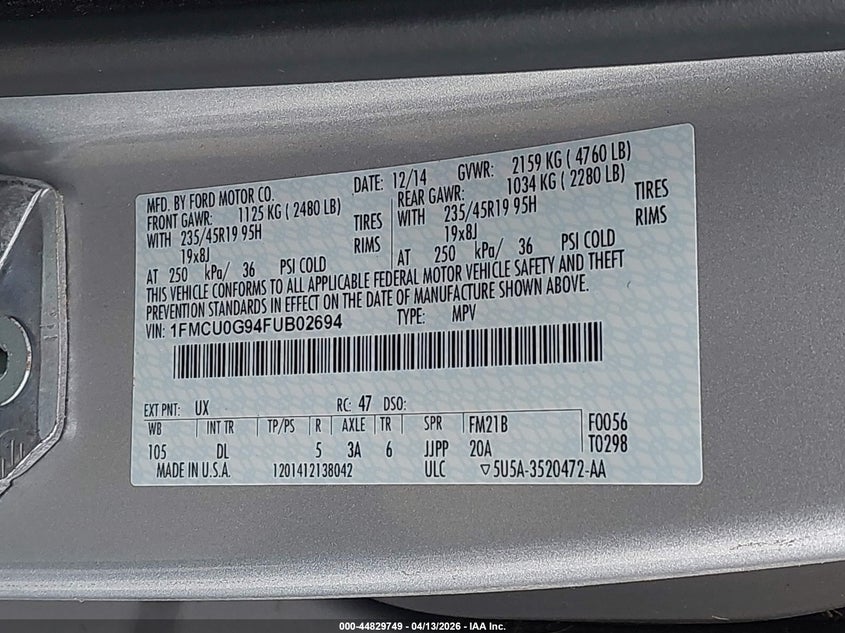 MFD. BY FORD MOTOR CO. DATE: 12/14 GVWR: 2159 KG ( 4760 LB)
FRONT GAWR: 1125 KG ( 2480 LB) REAR GAWR: 1034 KG ( 2280 LB)
WITH 235/45R19 95H TIRES WITH 235/45R19 95H TIRES
19x8J RIMS 19x8J RIMS
AT 250 kPa/ 36 PSI COLD AT 250 kPa/ 36 PSI COLD
THIS VEHICLE CONFORMS TO ALL APPLICABLE FEDERAL MOTOR VEHICLE SAFETY AND THEFT
PREVENTION STANDARDS IN EFFECT ON THE DATE OF MANUFACTURE SHOWN ABOVE.
VIN: 1FMCU0G94FUB02694 TYPE: MPV
EXT PNT: UX RC: 47 DSO:
WB INT TR TP/PS R AXLE TR SPR FM21B F0056
105 DL 5 3A 6 JJPP 20A T0298
MADE IN U.S.A. 1201412138042 ULC ▽5U5A-3520472-AA
000-44829749 - 04/13/2026 - IAA Inc.